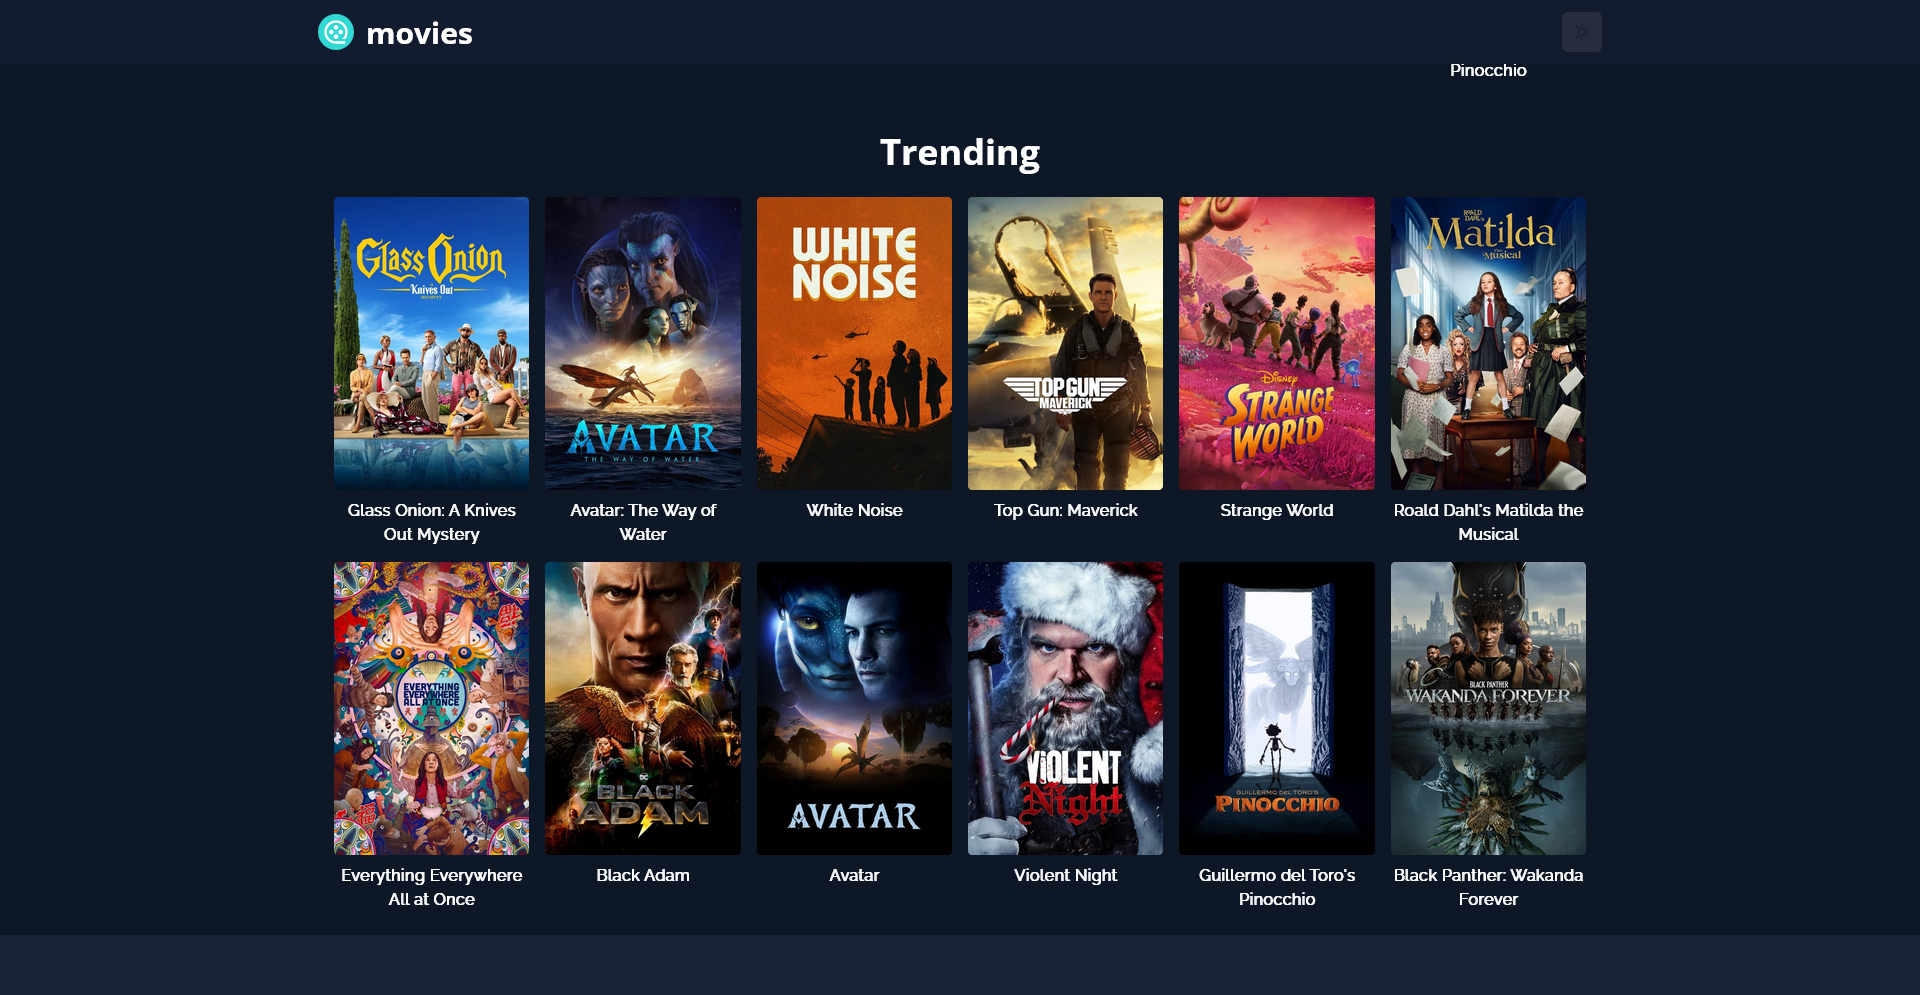 movies
Pinocchio
Trending
GLASS ONION
A
Knives Out
mystery
AVATAR
THE WAY OF WATER
WHITE
NOISE
TOP GUN
MAVERICK
Disney
STRANGE
WORLD
ROALD
DAHL'S
Matilda
The
Musical
Glass Onion: A Knives
Out Mystery
Avatar: The Way of
Water
White Noise
Top Gun: Maverick
Strange World
Roald Dahl's Matilda the
Musical
EVERYTHING
EVERYWHERE
ALL AT ONCE
福
DC
BLACK
ADAM
AVATAR
VIOLENT
Night
GUILLERMO DEL TORO'S
PINOCCHIO
BLACK PANTHER
WAKANDA FOREVER
Everything Everywhere
All at Once
Black Adam
Avatar
Violent Night
Guillermo del Toro's
Pinocchio
Black Panther: Wakanda
Forever